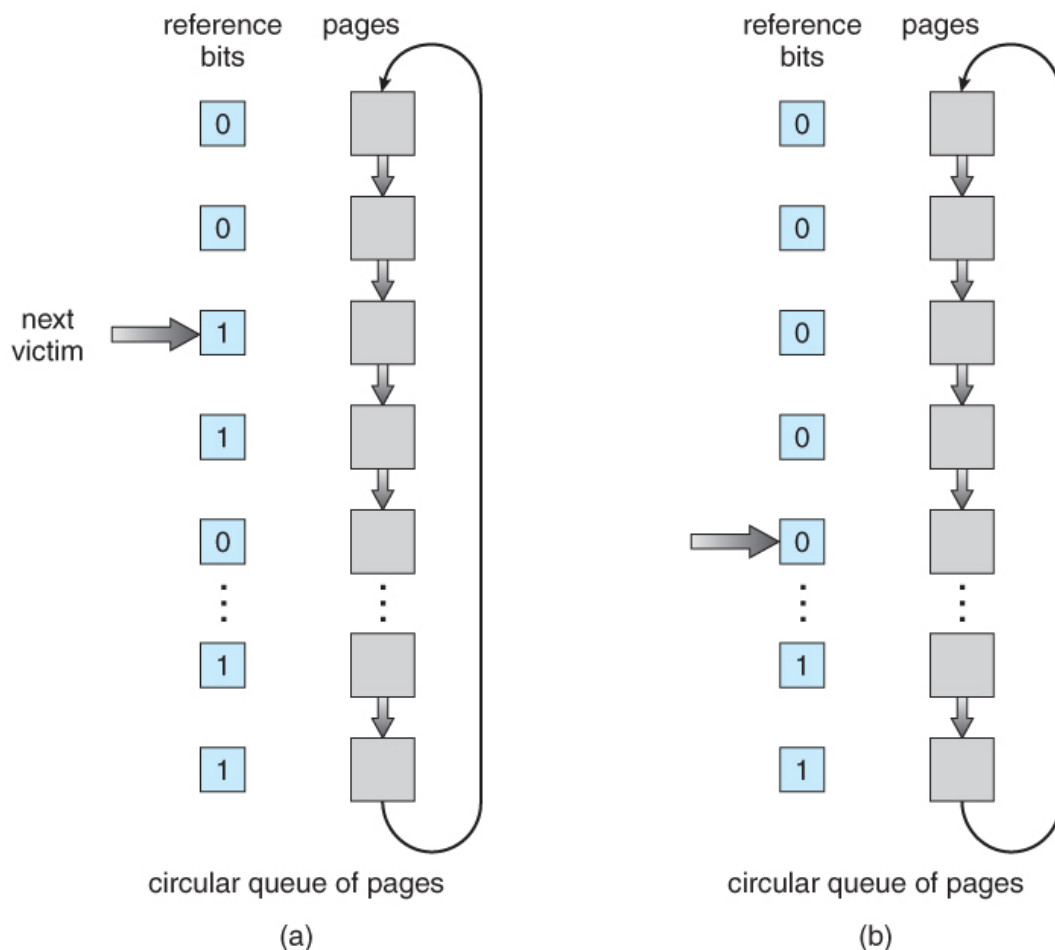 reference
bits
pages
0
0
next
victim
1
1
0
1
1
circular queue of pages
(a)
reference
bits
pages
0
0
0
0
0
1
1
circular queue of pages
(b)